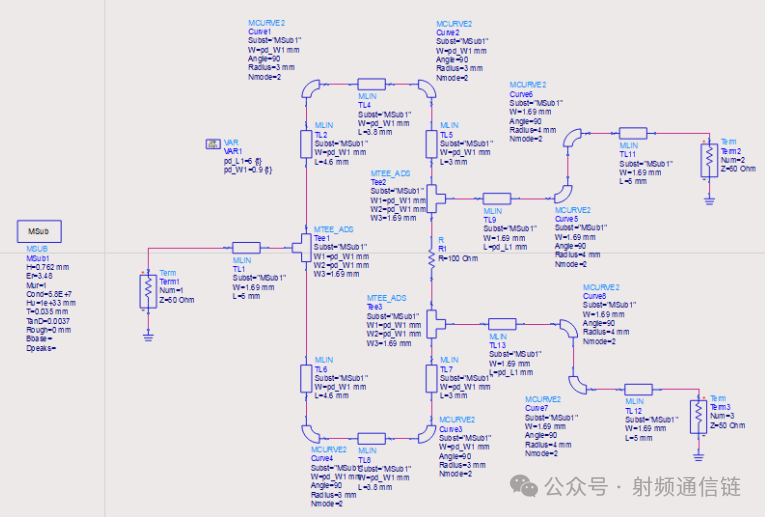 MCURVE2
Curve1
Subst="MSub1"
W=pd_W1 mm
Angle=90
Radius=3 mm
Nmode=2
MCURVE2
Curve2
Subst="MSub1"
W=pd_W1 mm
Angle=90
Radius=3 mm
Nmode=2
MLIN
TL4
Subst="MSub1"
W=pd_W1 mm
L=3.8 mm
MCURVE2
Curve6
Subst="MSub1"
W=1.69 mm
Angle=90
Radius=4 mm
Nmode=2
VAR
VAR1
pd_L1=6 {t}
pd_W1=0.9 {t}
MLIN
TL2
Subst="MSub1"
W=pd_W1 mm
L=4.6 mm
MLIN
TL5
Subst="MSub1"
W=pd_W1 mm
L=3 mm
MLIN
TL11
Subst="MSub1"
W=1.69 mm
L=5 mm
Term
Term2
Num=2
Z=50 Ohm
MTEE_ADS
Tee2
Subst="MSub1"
W1=pd_W1 mm
W2=pd_W1 mm
W3=1.69 mm
MLIN
TL9
Subst="MSub1"
W=1.69 mm
L=pd_L1 mm
MCURVE2
Curve5
Subst="MSub1"
W=1.69 mm
Angle=90
Radius=4 mm
Nmode=2
MSub
MSUB
MSub1
H=0.762 mm
Er=3.48
Mur=1
Cond=5.8E+7
Hu=1e+33 mm
T=0.035 mm
TanD=0.0037
Rough=0 mm
Bbase=
Dpeaks=
Term
Term1
Num=1
Z=50 Ohm
MLIN
TL1
Subst="MSub1"
W=1.69 mm
L=5 mm
MTEE_ADS
Tee1
Subst="MSub1"
W1=pd_W1 mm
W2=pd_W1 mm
W3=1.69 mm
R
R1
R=100 Ohm
MTEE_ADS
Tee3
Subst="MSub1"
W1=pd_W1 mm
W2=pd_W1 mm
W3=1.69 mm
MLIN
TL13
Subst="MSub1"
W=1.69 mm
L=pd_L1 mm
MCURVE2
Curve8
Subst="MSub1"
W=1.69 mm
Angle=90
Radius=4 mm
Nmode=2
MLIN
TL6
Subst="MSub1"
W=pd_W1 mm
L=4.6 mm
MLIN
TL7
Subst="MSub1"
W=pd_W1 mm
L=3 mm
MCURVE2
Curve7
Subst="MSub1"
W=1.69 mm
Angle=90
Radius=4 mm
Nmode=2
MLIN
TL12
Subst="MSub1"
W=1.69 mm
L=5 mm
Term
Term3
Num=3
Z=50 Ohm
MCURVE2
Curve4
Subst="MSub1"
W=pd_W1 mm
Angle=90
Radius=3 mm
Nmode=2
MLIN
TL8
Subst="MSub1"
W=pd_W1 mm
L=3.8 mm
MCURVE2
Curve3
Subst="MSub1"
W=pd_W1 mm
Angle=90
Radius=3 mm
Nmode=2
公众号 · 射频通信链